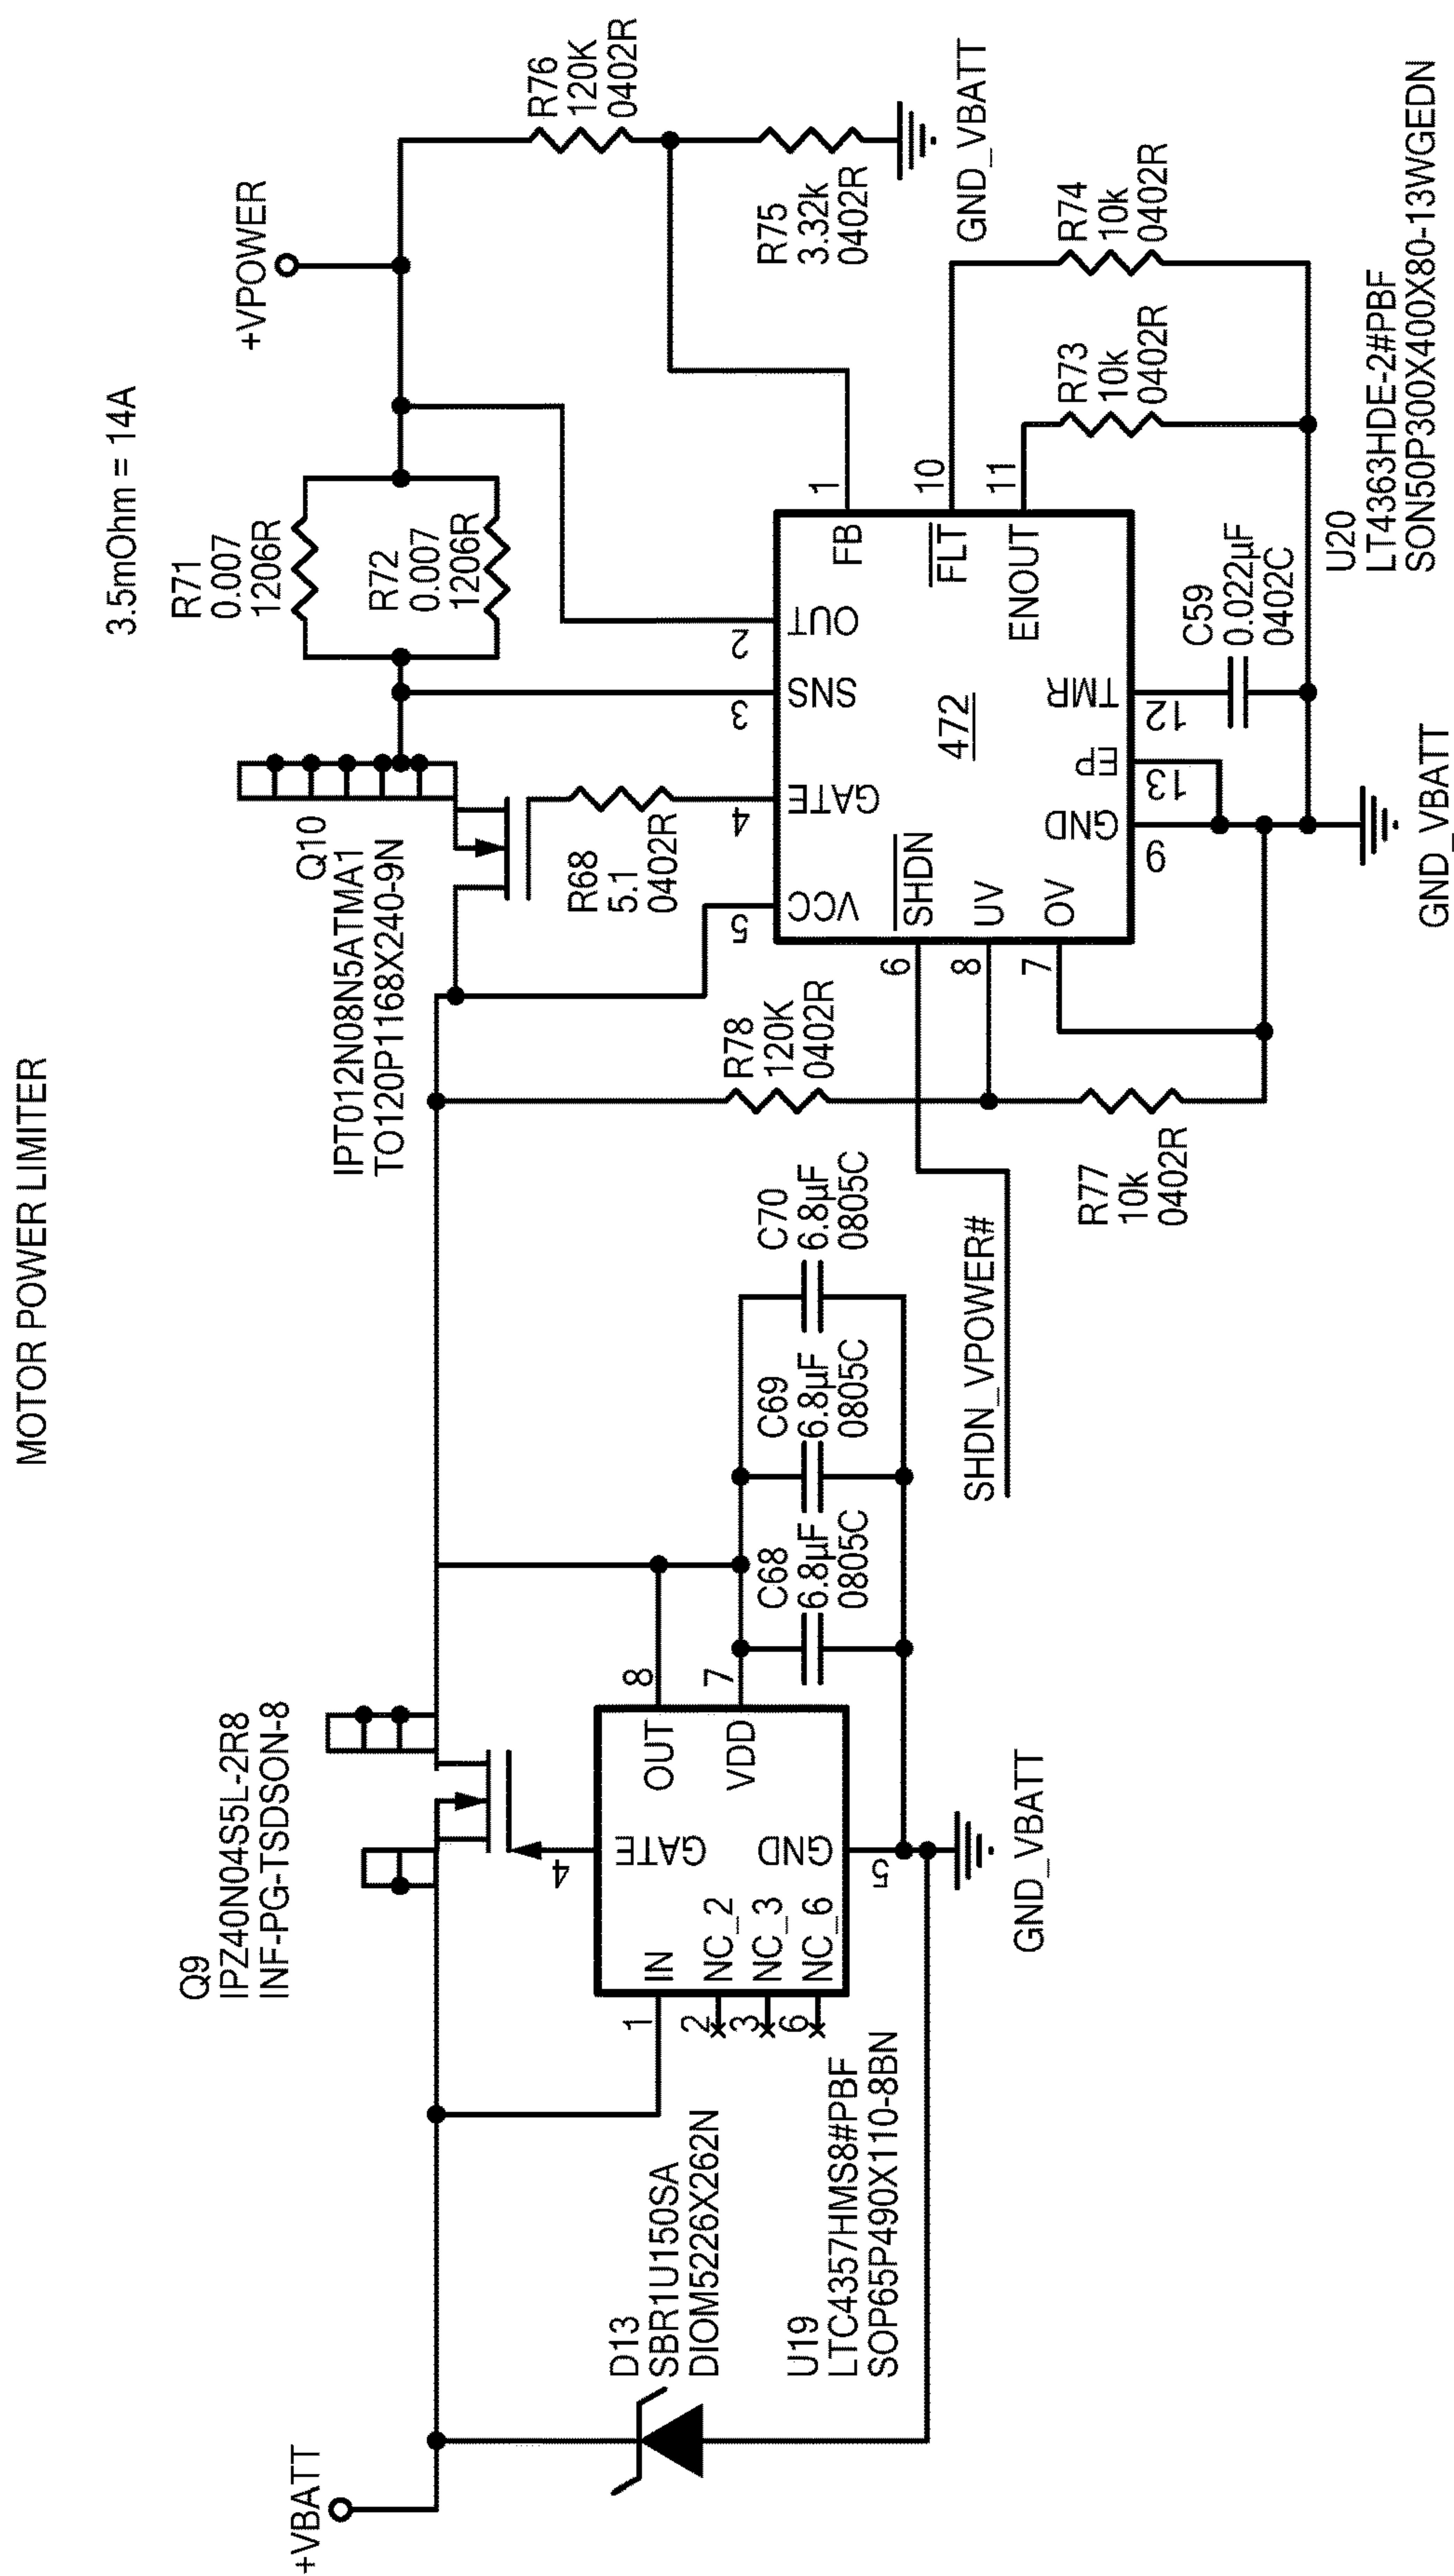 MOTOR POWER LIMITER
+VBATT
D13
SBR1U150SA
DIOM5226X262N
Q9
IPZ40N04S5L-2R8
INF-PG-TSDSON-8
1
IN
2
NC_2
3
NC_3
6
NC_6
4
GATE
OUT
8
VDD
7
GND
5
U19
LTC4357HMS8#PBF
SOP65P490X110-8BN
GND_VBATT
C68
6.8µF
0805C
C69
6.8µF
0805C
C70
6.8µF
0805C
SHDN_VPOWER#
R78
120K
0402R
R77
10k
0402R
Q10
IPT012N08N5ATMA1
TO120P1168X240-9N
R68
5.1
0402R
3.5mOhm = 14A
R71
0.007
1206R
R72
0.007
1206R
+VPOWER
R76
120K
0402R
R75
3.32k
0402R
GND_VBATT
5
VCC
4
GATE
3
SNS
2
OUT
1
FB
6
SHDN
8
UV
7
OV
472
10
FLT
11
ENOUT
9
GND
13
EP
12
TMR
C59
0.022µF
0402C
R73
10k
0402R
R74
10k
0402R
U20
LT4363HDE-2#PBF
SON50P300X400X80-13WGEDN
GND_VBATT